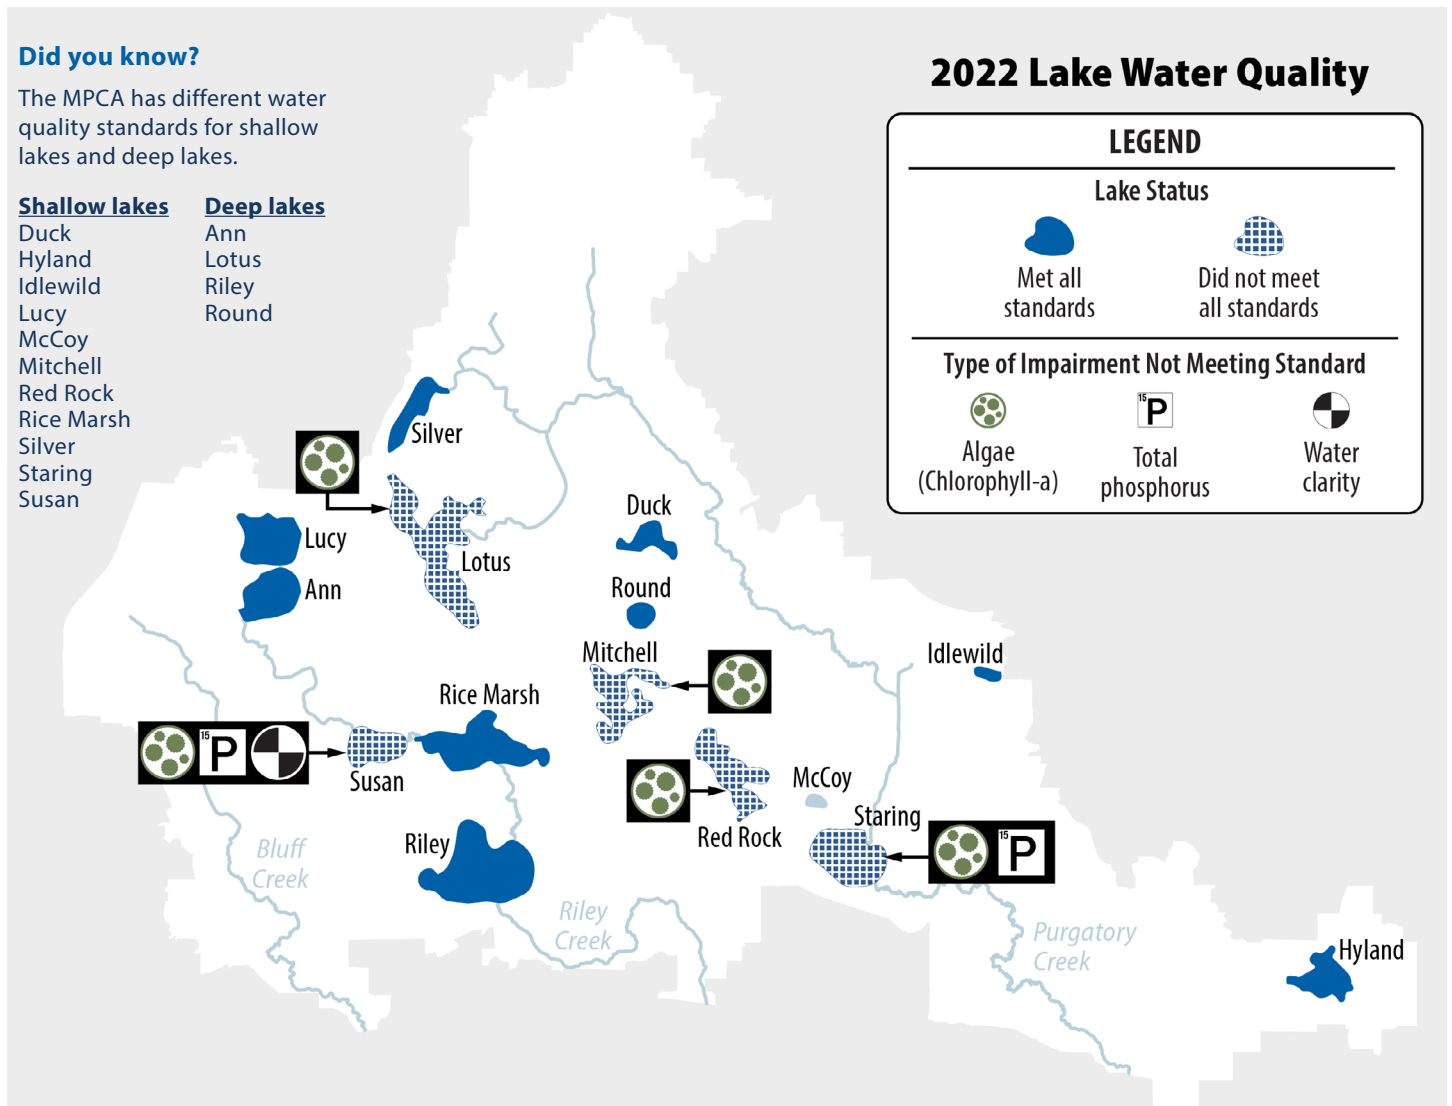 Did you know?
The MPCA has different water
quality standards for shallow
lakes and deep lakes.
Shallow lakes
Duck
Hyland
Idlewild
Lucy
McCoy
Mitchell
Red Rock
Rice Marsh
Silver
Staring
Susan
Deep lakes
Ann
Lotus
Riley
Round
2022 Lake Water Quality
LEGEND
Lake Status
Met all
standards
Did not meet
all standards
Type of Impairment Not Meeting Standard
Algae
(Chlorophyll-a)
15
P
Total
phosphorus
Water
clarity
Silver
Lotus
Lucy
Ann
Duck
Round
Mitchell
Idlewild
Rice Marsh
15
P
Susan
McCoy
Red Rock
Staring
15
P
Riley
Bluff
Creek
Riley
Creek
Purgatory
Creek
Hyland